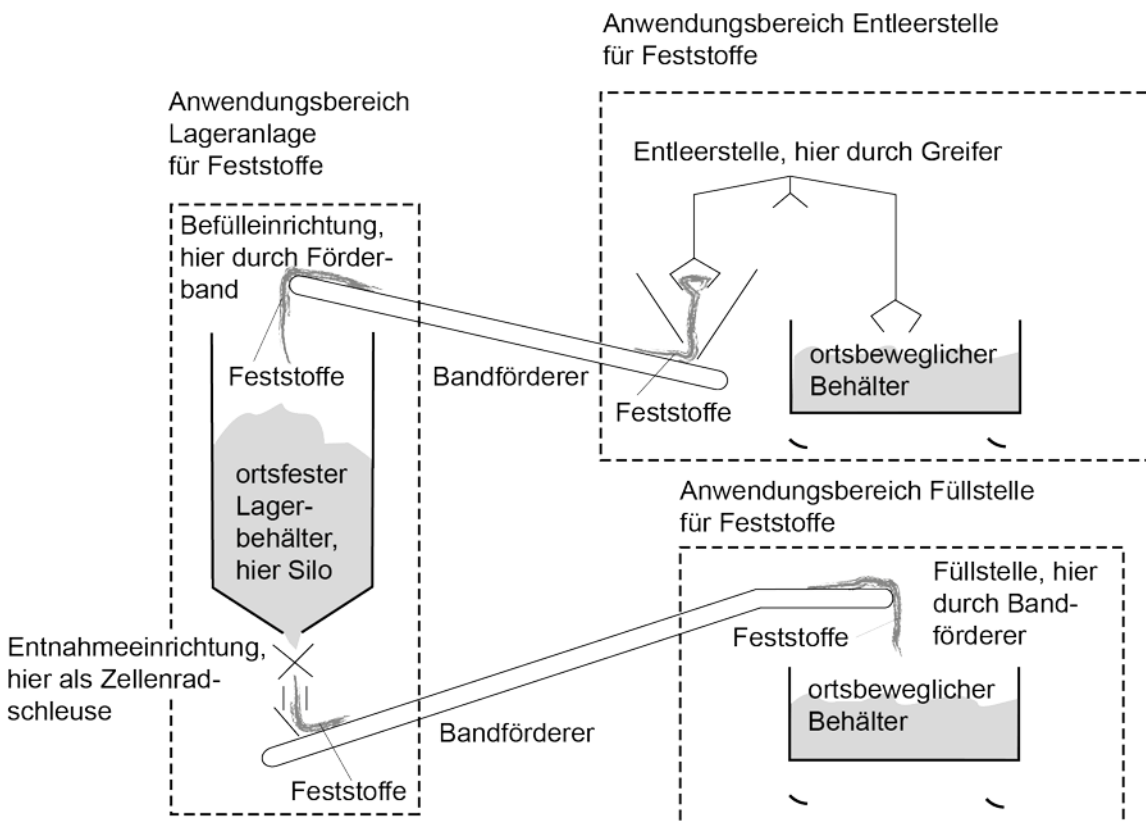 Anwendungsbereich Entleerstelle
für Feststoffe
Anwendungsbereich
Lageranlage
für Feststoffe
Entleerstelle, hier durch Greifer
Befülleinrichtung,
hier durch Förder-
band
Feststoffe
Bandförderer
Feststoffe
ortsbeweglicher
Behälter
ortsfester
Lager-
behälter,
hier Silo
Anwendungsbereich Füllstelle
für Feststoffe
Füllstelle, hier
durch Band-
förderer
Feststoffe
ortsbeweglicher
Behälter
Entnahmeeinrichtung,
hier als Zellenrad-
schleuse
Bandförderer
Feststoffe